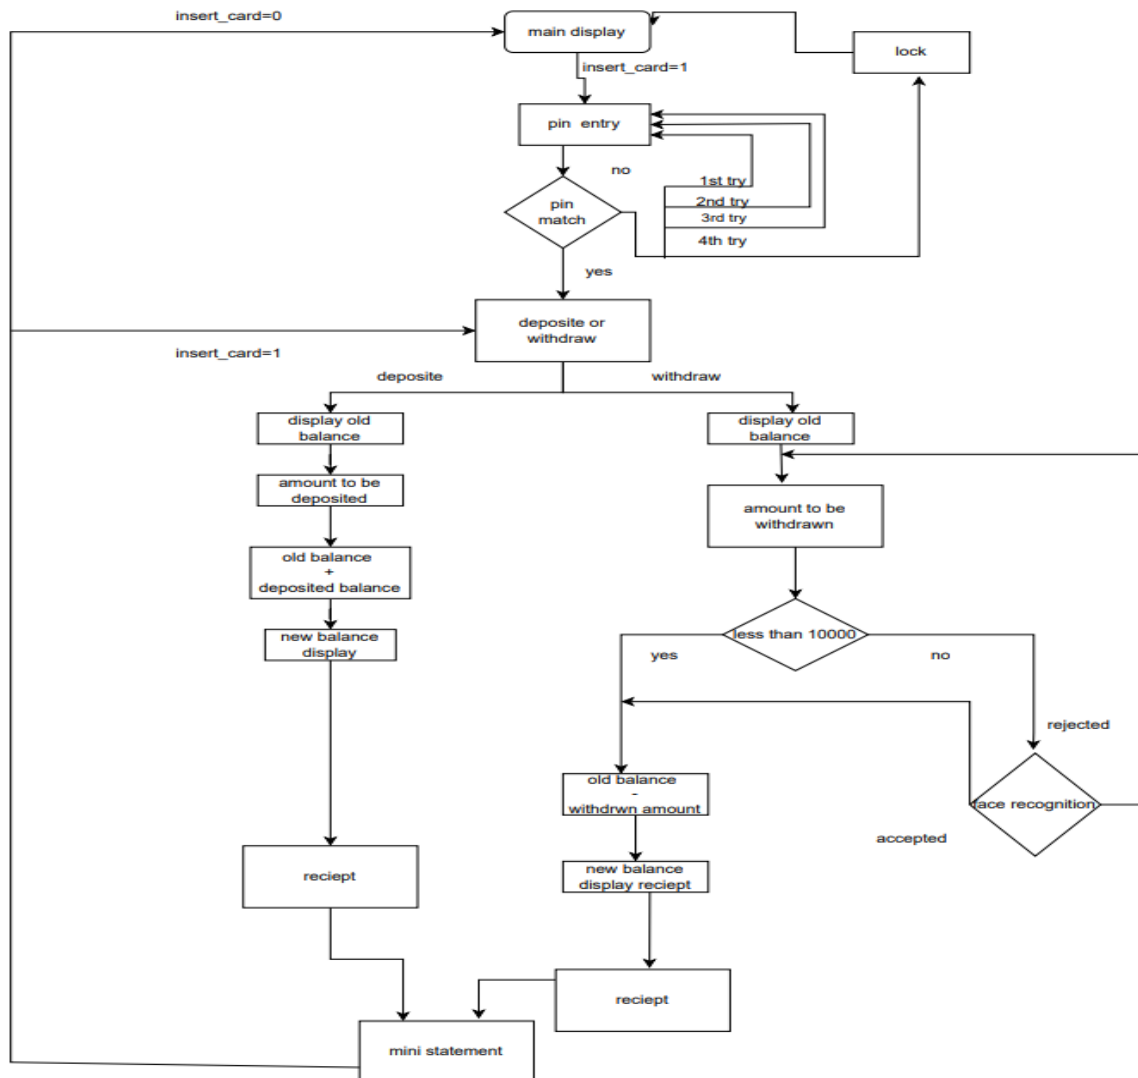 insert_card=0
main display
lock
insert_card=1
pin entry
no
1st try
pin
match
2nd try
3rd try
4th try
yes
deposite or
withdraw
insert_card=1
deposite
withdraw
display old
balance
display old
balance
amount to be
deposited
amount to be
withdrawn
old balance
+
deposited balance
new balance
display
less than 10000
yes
no
rejected
old balance
-
withdrwn amount
face recognition
accepted
new balance
display reciept
reciept
reciept
mini statement